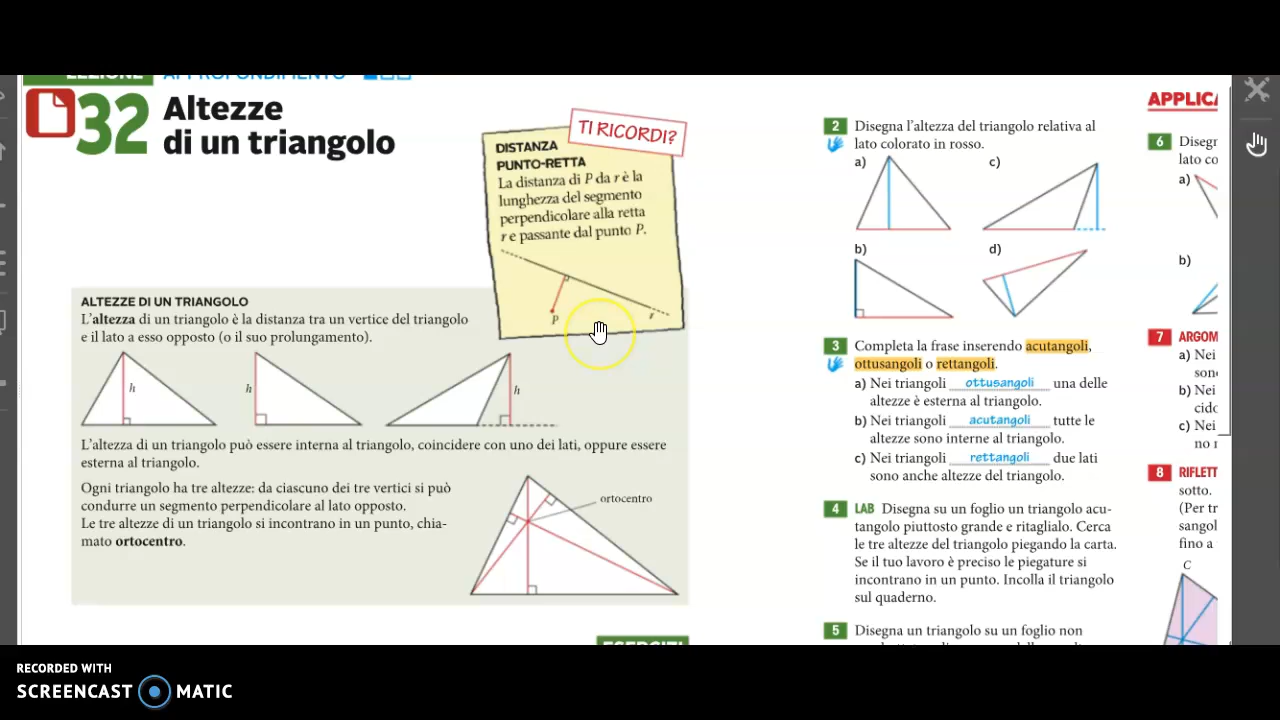 LEZIONE APPROFONDIMENTO
32 Altezze
di un triangolo
TI RICORDI?
DISTANZA
PUNTO-RETTA
La distanza di P da r è la
lunghezza del segmento
perpendicolare alla retta
r e passante dal punto P.
P
r
ALTEZZE DI UN TRIANGOLO
L'altezza di un triangolo è la distanza tra un vertice del triangolo
e il lato a esso opposto (o il suo prolungamento).
h
h
h
L'altezza di un triangolo può essere interna al triangolo, coincidere con uno dei lati, oppure essere
esterna al triangolo.
Ogni triangolo ha tre altezze: da ciascuno dei tre vertici si può
condurre un segmento perpendicolare al lato opposto.
Le tre altezze di un triangolo si incontrano in un punto, chia-
mato ortocentro.
ortocentro
ESERCIZI
2 Disegna l'altezza del triangolo relativa al
lato colorato in rosso.
a) c)
b) d)
3 Completa la frase inserendo acutangoli,
ottusangoli o rettangoli.
a) Nei triangoli ottusangoli una delle
altezze è esterna al triangolo.
b) Nei triangoli acutangoli tutte le
altezze sono interne al triangolo.
c) Nei triangoli rettangoli due lati
sono anche altezze del triangolo.
4 LAB Disegna su un foglio un triangolo acu-
tangolo piuttosto grande e ritaglialo. Cerca
le tre altezze del triangolo piegando la carta.
Se il tuo lavoro è preciso le piegature si
incontrano in un punto. Incolla il triangolo
sul quaderno.
5 Disegna un triangolo su un foglio non
APPLICA
6 Disegn
lato co
a)
b)
7 ARGOM
a) Nei
sono
b) Nei
cido
c) Nei
no r
8 RIFLETT
sotto.
(Per tr
sangol
fino a
C
RECORDED WITH
SCREENCAST MATIC